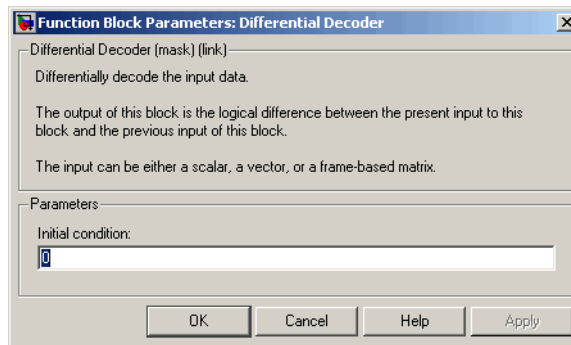 Function Block Parameters: Differential Decoder
Differential Decoder (mask) (link)
Differentially decode the input data.
The output of this block is the logical difference between the present input to this
block and the previous input of this block.
The input can be either a scalar, a vector, or a frame-based matrix.
Parameters
Initial condition:
0
OK Cancel Help Apply